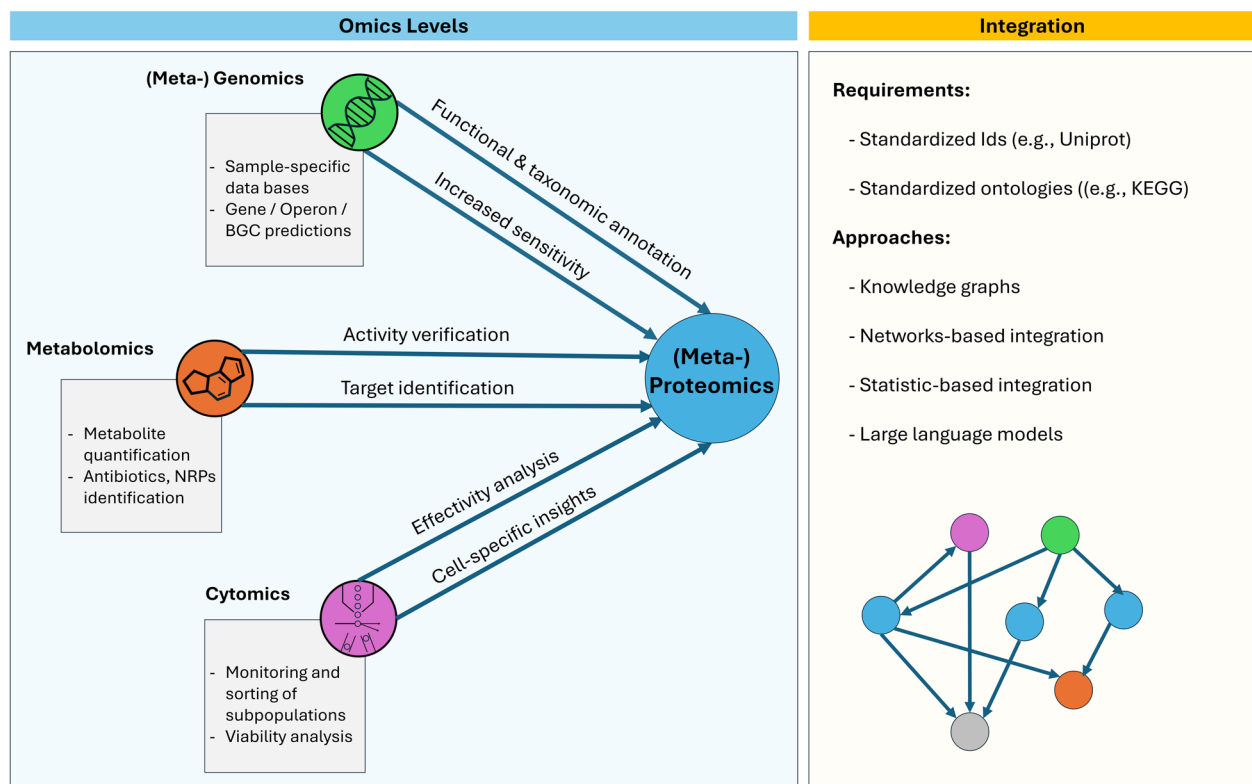 Omics Levels
(Meta-) Genomics
- Sample-specific
data bases
- Gene / Operon /
BGC predictions
Functional & taxonomic annotation
Increased sensitivity
Metabolomics
- Metabolite
quantification
- Antibiotics, NRPs
identification
Activity verification
Target identification
(Meta-)
Proteomics
Cytomics
- Monitoring and
sorting of
subpopulations
- Viability analysis
Effectivity analysis
Cell-specific insights
Integration
Requirements:
- Standardized Ids (e.g., Uniprot)
- Standardized ontologies ((e.g., KEGG)
Approaches:
- Knowledge graphs
- Networks-based integration
- Statistic-based integration
- Large language models